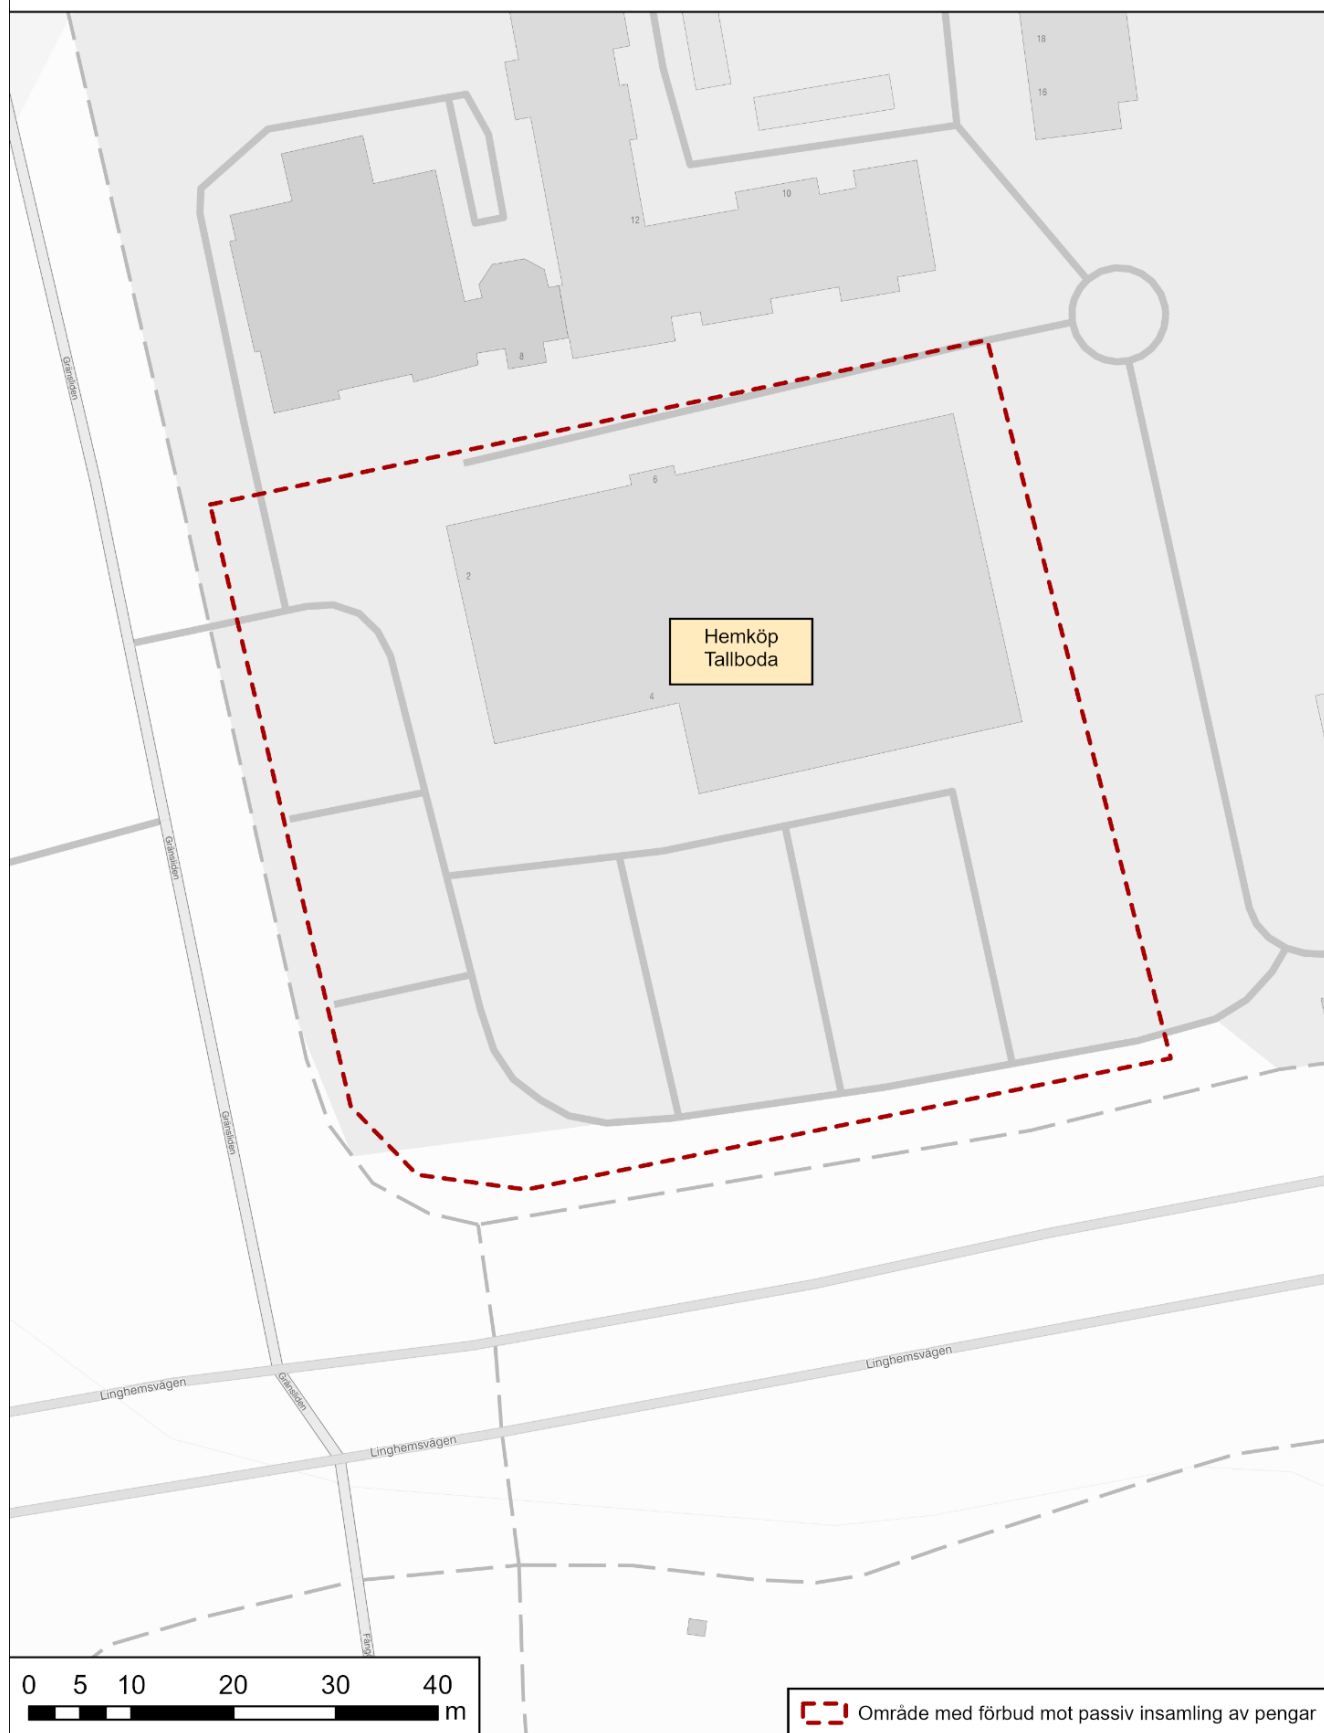 18
16
10
12
8
Gränsliden
6
2
Hemköp
Tallboda
4
Gränsliden
Gränsliden
Linghemsvägen
Linghemsvägen
Gränsliden
Linghemsvägen
0 5 10 20 30 40
m
Område med förbud mot passiv insamling av pengar